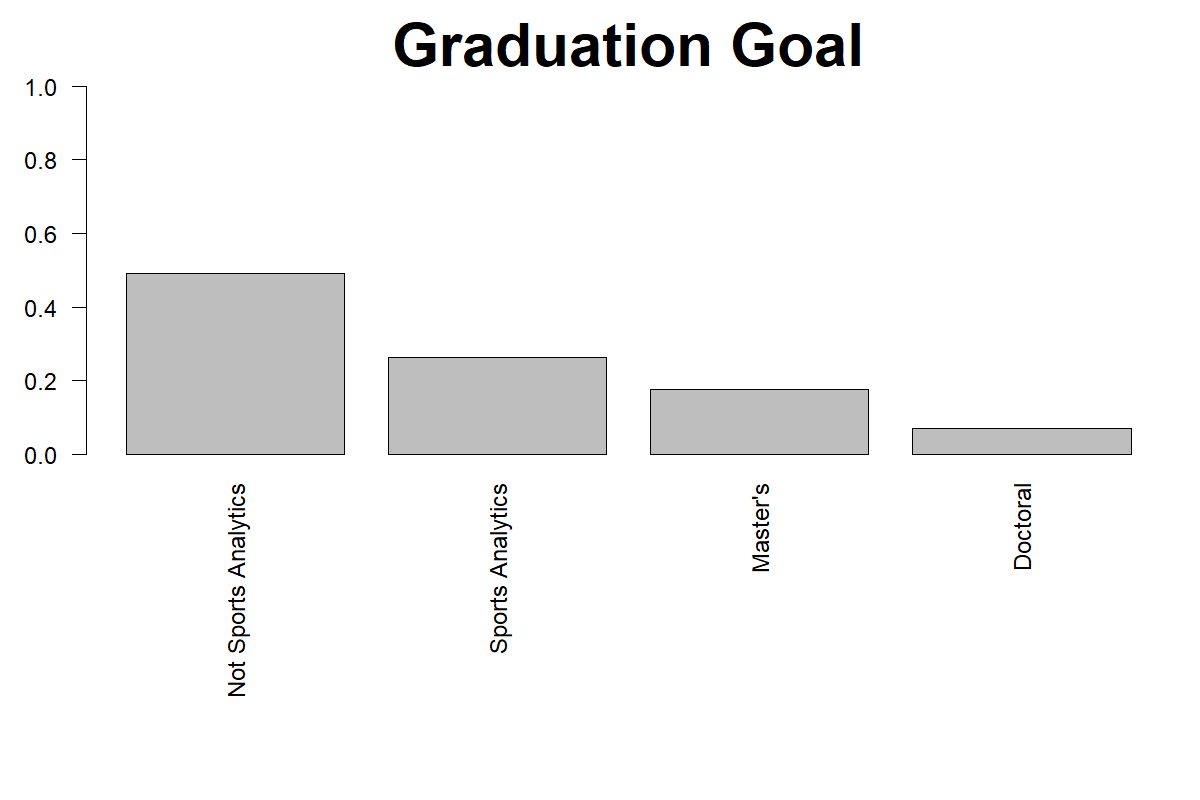 Graduation Goal
1.0
0.8
0.6
0.4
0.2
0.0
Not Sports Analytics
Sports Analytics
Master's
Doctoral